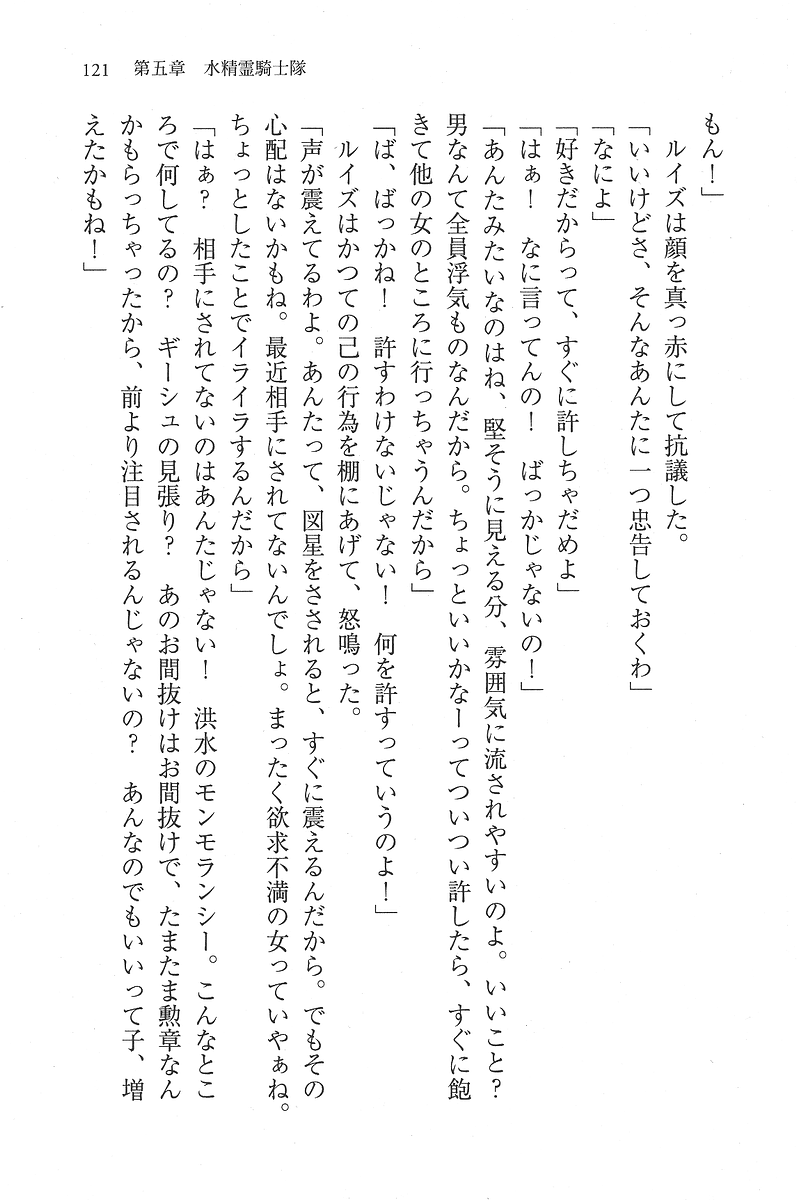 121　第五章　水精霊騎士隊
もん！」
　ルイズは顔を真っ赤にして抗議した。
「いいけどさ、そんなあんたに一つ忠告しておくわ」
「なによ」
「好きだからって、すぐに許しちゃだめよ」
「はぁ！　なに言ってんの！　ばっかじゃないの！」
「あんたみたいなのはね、堅そうに見える分、雰囲気に流されやすいのよ。いいこと？
男なんて全員浮気ものなんだから。ちょっといいかなーってついつい許したら、すぐに飽
きて他の女のところに行っちゃうんだから」
「ば、ばっかね！　許すわけないじゃない！　何を許すっていうのよ！」
　ルイズはかつての己の行為を棚にあげて、怒鳴った。
「声が震えてるわよ。あんたって、図星をさされると、すぐに震えるんだから。でもその
心配はないかもね。最近相手にされてないんでしょ。まったく欲求不満の女っていやぁね。
ちょっとしたことでイライラするんだから」
「はぁ？　相手にされてないのはあんたじゃない！　洪水のモンモランシー。こんなとこ
ろで何してるの？　ギーシュの見張り？　あのお間抜けはお間抜けで、たまたま勲章なん
かもらっちゃったから、前より注目されるんじゃないの？　あんなのでもいいって子、増
えたかもね！」